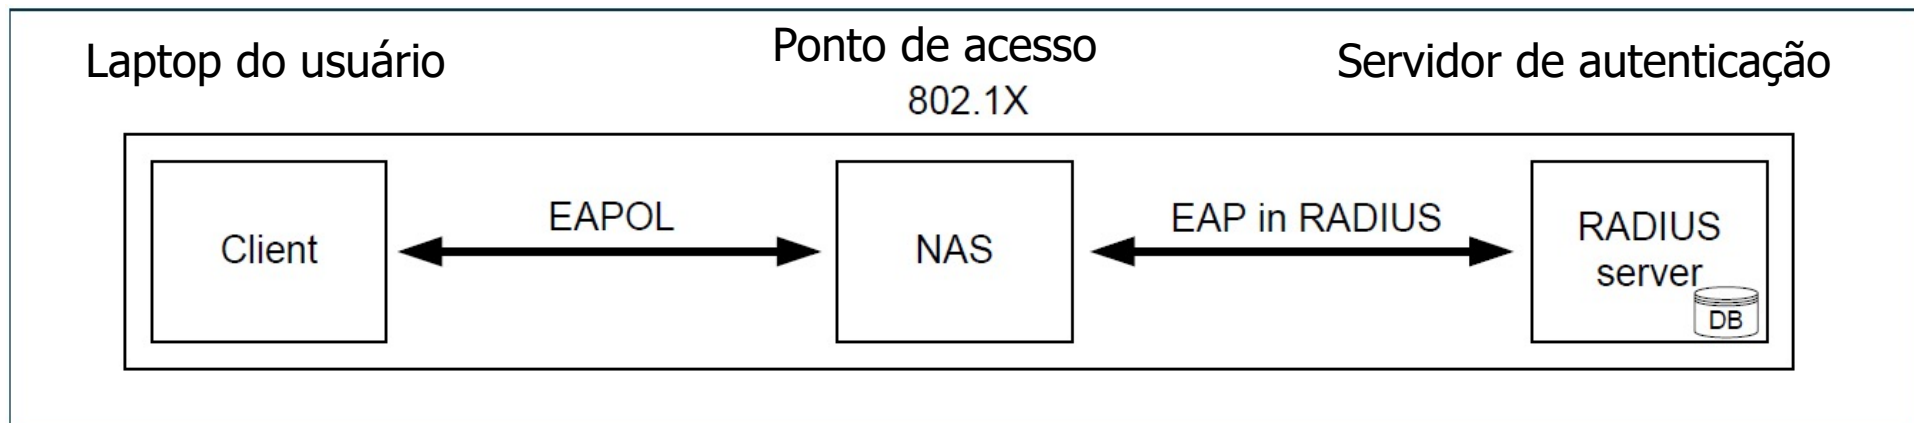 Laptop do usuário
Ponto de acesso
Servidor de autenticação
802.1X
Client
EAPOL
NAS
EAP in RADIUS
RADIUS
server
DB